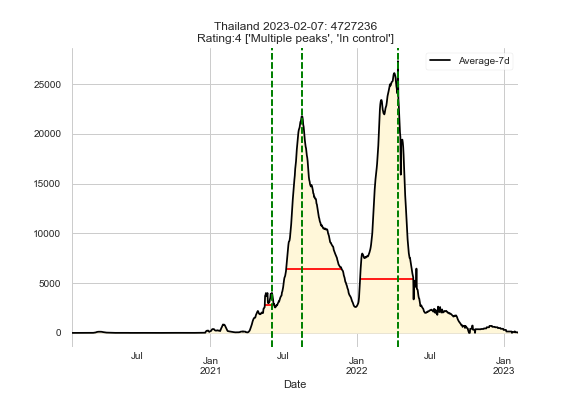 Thailand 2023-02-07: 4727236
Rating:4 ['Multiple peaks', 'In control']
Average-7d
25000
20000
15000
10000
5000
0
Jul
Jan
2021
Jul
Jan
2022
Jul
Jan
2023
Date